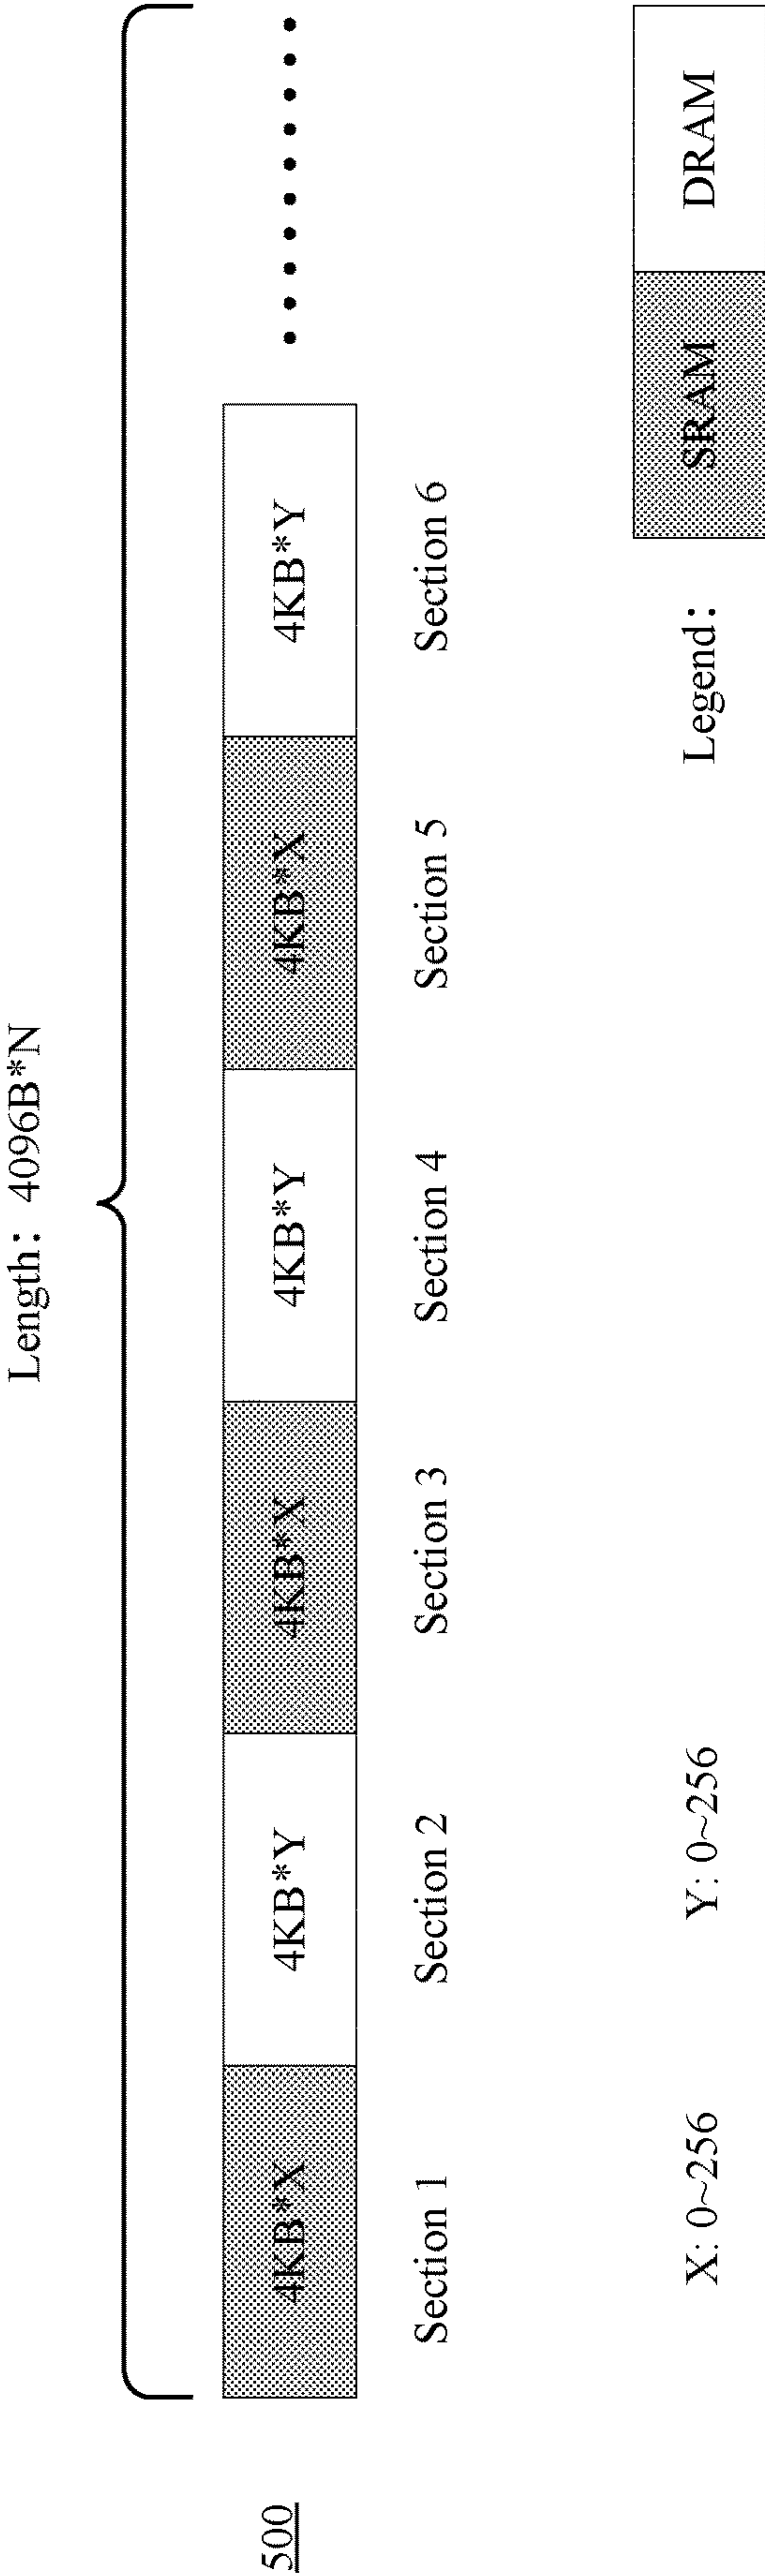 Length: 4096B*N
500
4KB*X
4KB*Y
4KB*X
4KB*Y
4KB*X
4KB*Y
Section 1
Section 2
Section 3
Section 4
Section 5
Section 6
X: 0~256
Y: 0~256
Legend:
SRAM
DRAM